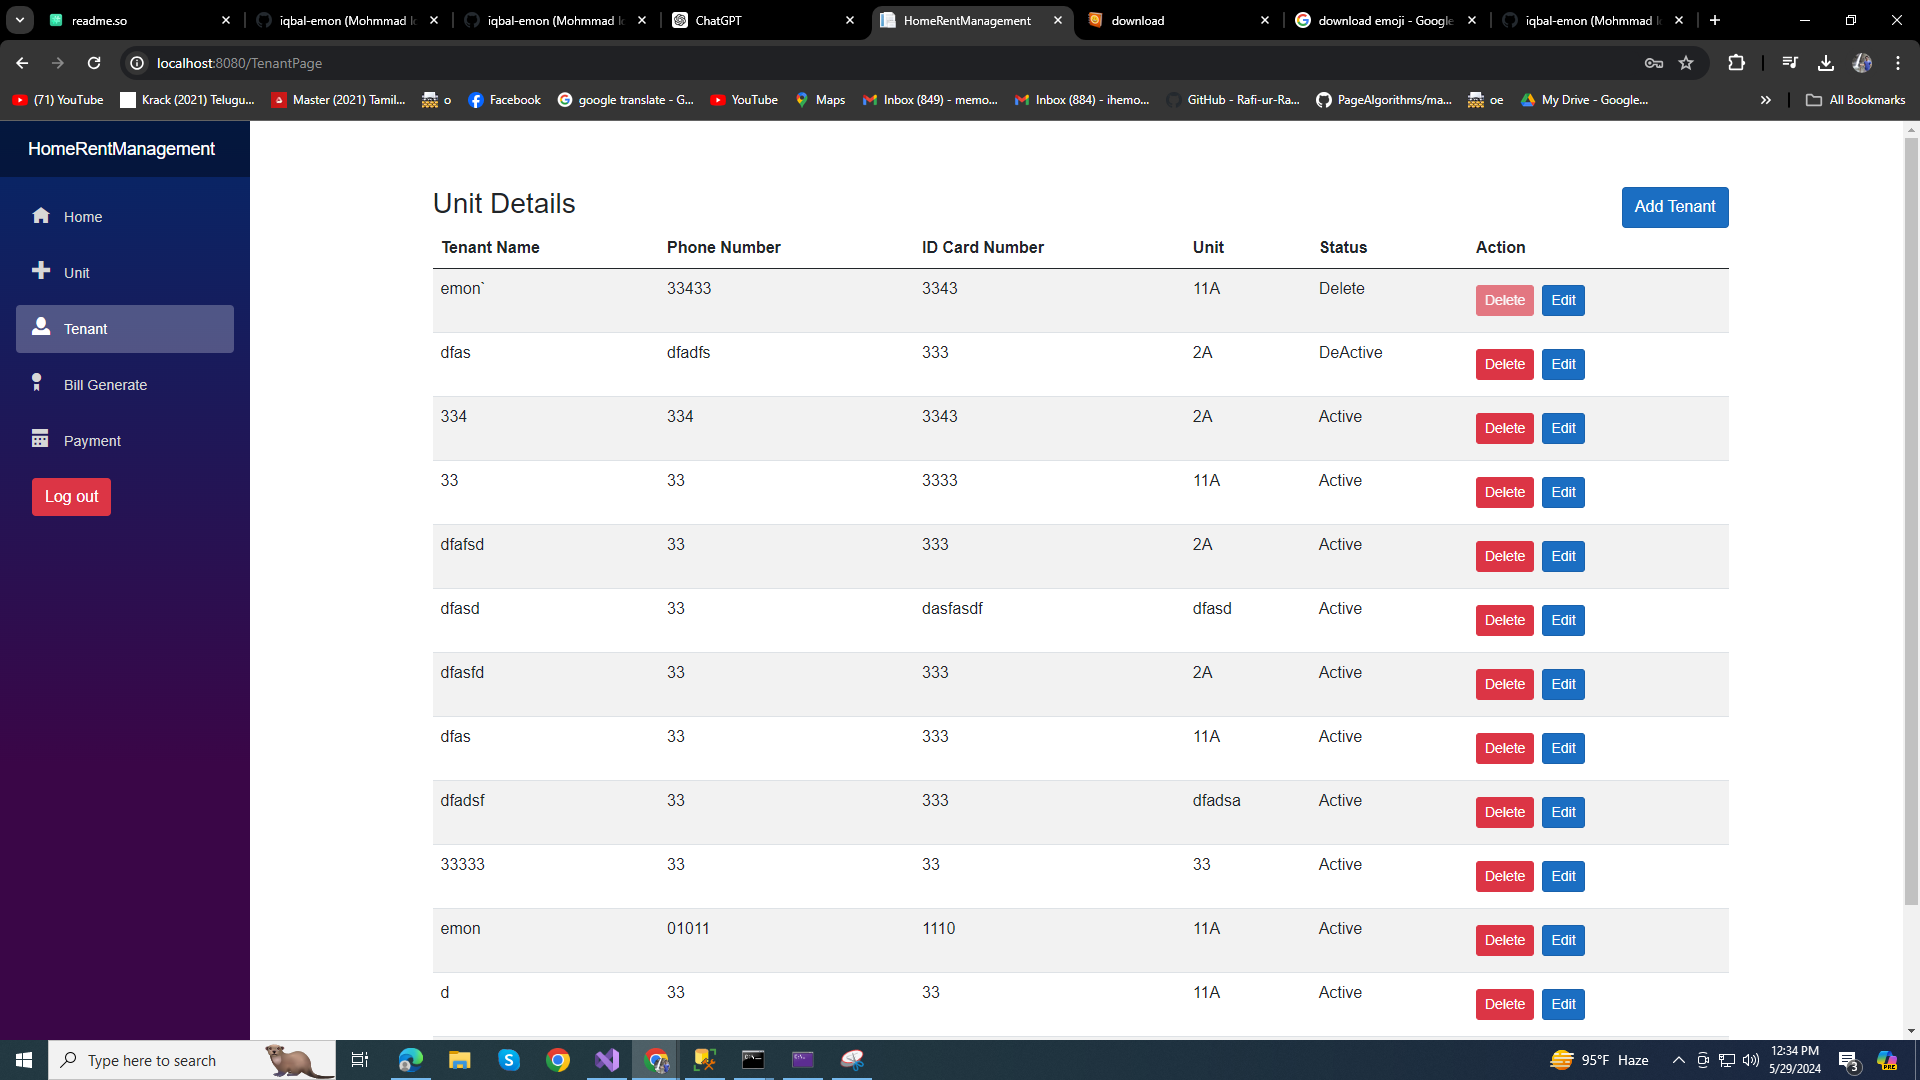 readme.so
iqbal-emon (Mohmmad Iq
iqbal-emon (Mohmmad Iq
ChatGPT
HomeRentManagement
download
download emoji - Google
iqbal-emon (Mohmmad Iq
localhost:8080/TenantPage
(71) YouTube
Krack (2021) Telugu...
Master (2021) Tamil...
o
Facebook
google translate - G...
YouTube
Maps
Inbox (849) - memo...
Inbox (884) - ihemo...
GitHub - Rafi-ur-Ra...
PageAlgorithms/ma...
oe
My Drive - Google...
All Bookmarks
HomeRentManagement
Home
Unit
Tenant
Bill Generate
Payment
Log out
Unit Details
Add Tenant
Tenant Name Phone Number ID Card Number Unit Status Action
emon` 33433 3343 11A Delete Delete Edit
dfas dfadfs 333 2A DeActive Delete Edit
334 334 3343 2A Active Delete Edit
33 33 3333 11A Active Delete Edit
dfafsd 33 333 2A Active Delete Edit
dfasd 33 dasfasdf dfasd Active Delete Edit
dfasfd 33 333 2A Active Delete Edit
dfas 33 333 11A Active Delete Edit
dfadsf 33 333 dfadsa Active Delete Edit
33333 33 33 33 Active Delete Edit
emon 01011 1110 11A Active Delete Edit
d 33 33 11A Active Delete Edit
Type here to search
95°F Haze
12:34 PM
5/29/2024
3
PRE